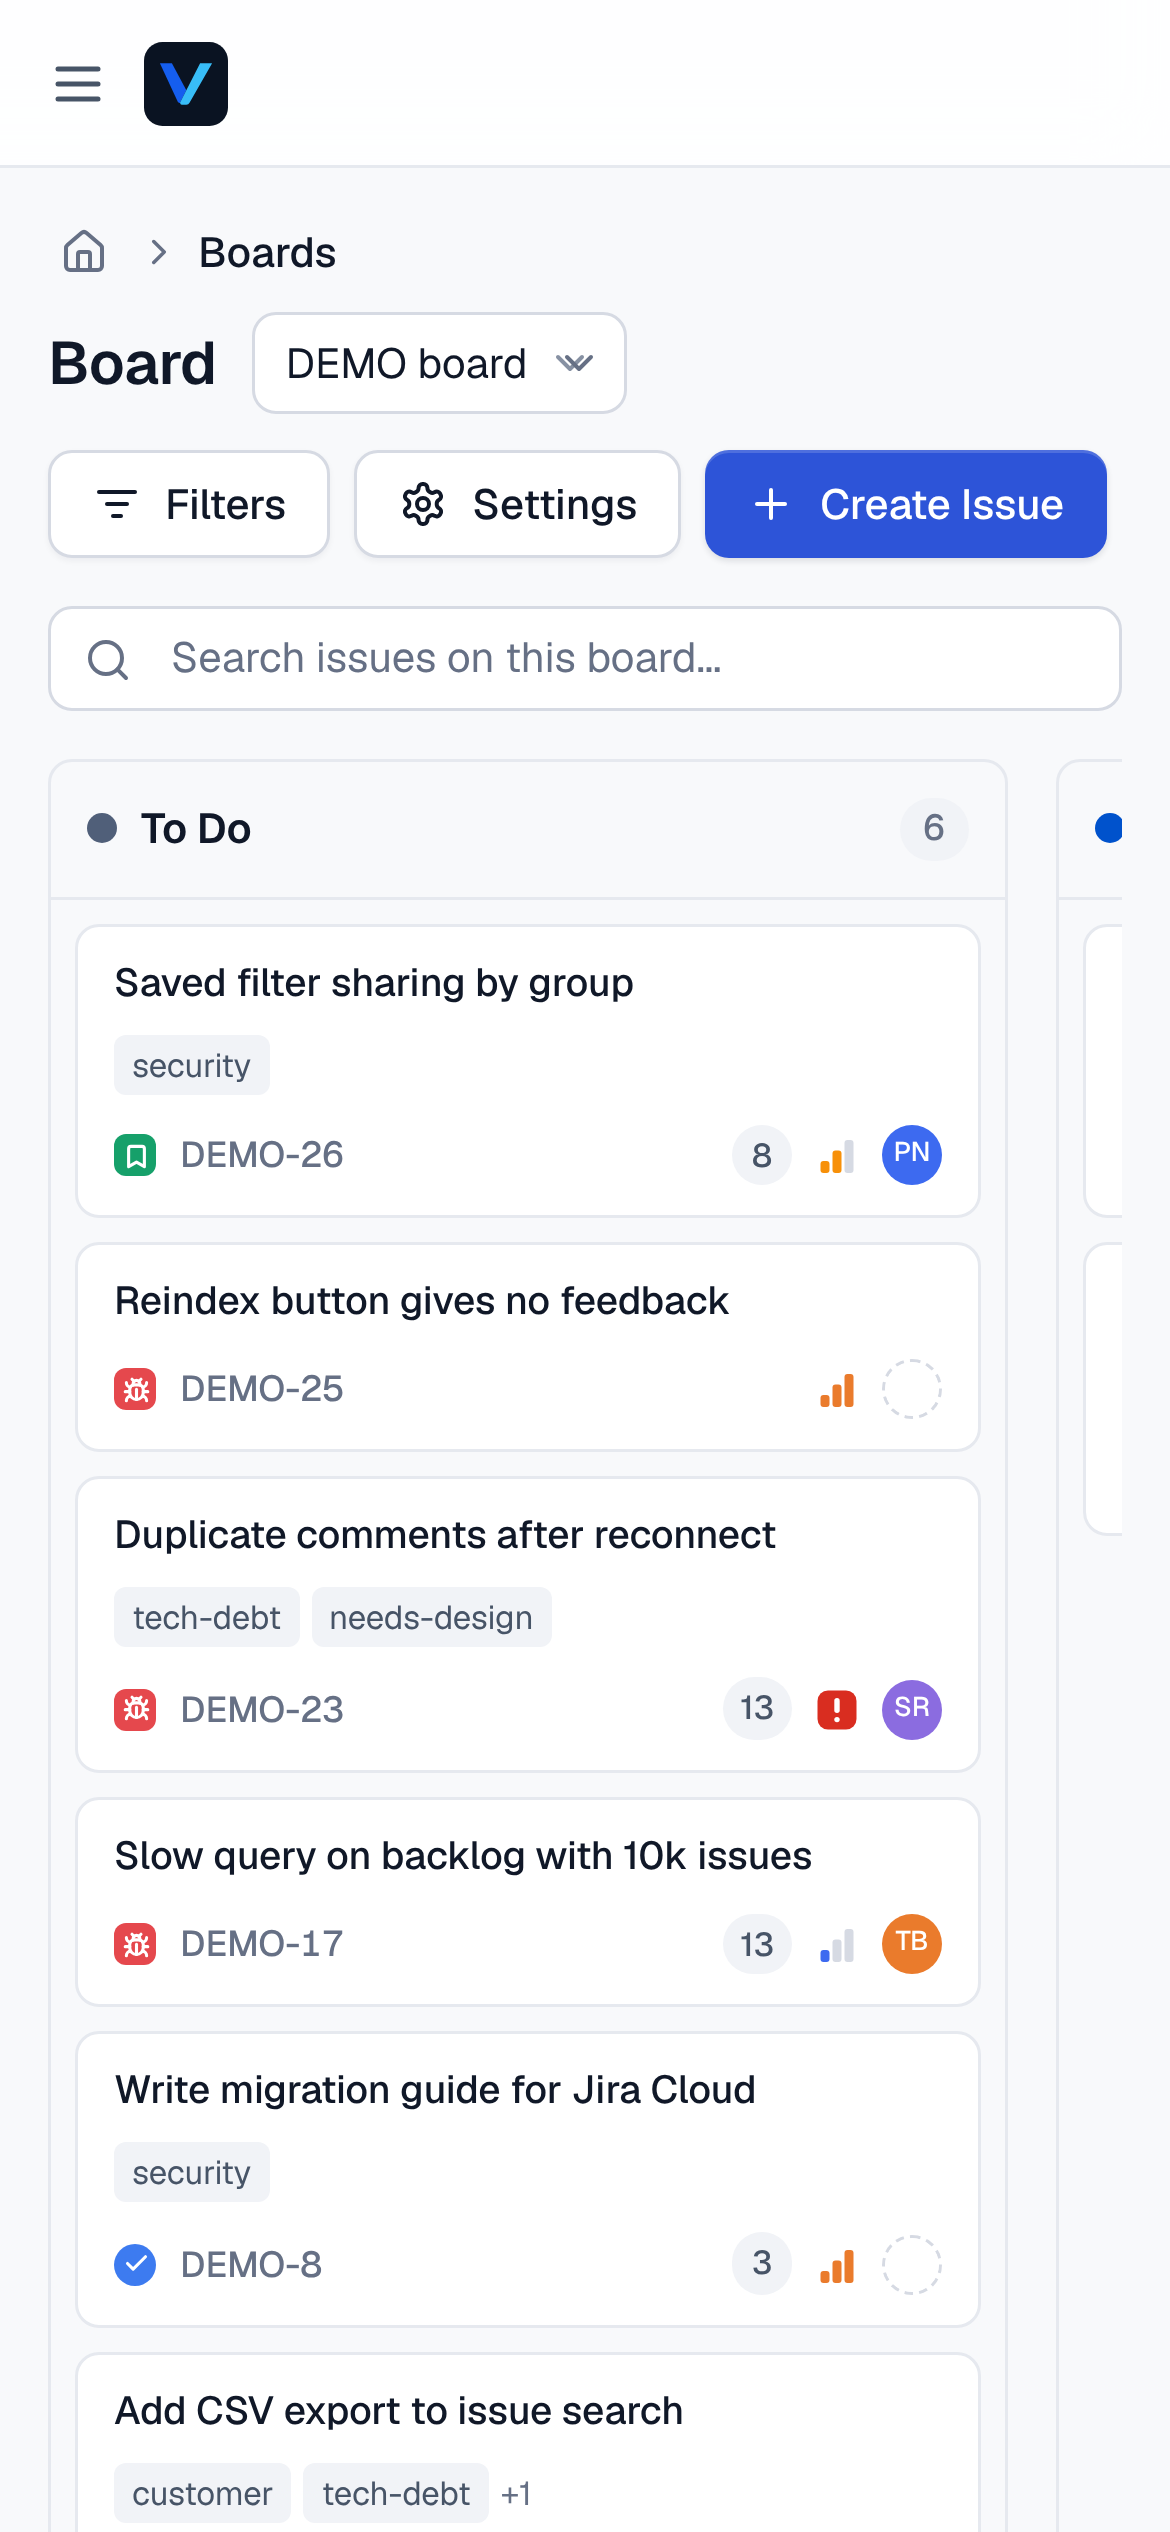 Boards
Board
DEMO board
Filters
Settings
Create Issue
Search issues on this board...
To Do
6
Saved filter sharing by group
security
DEMO-26
8
PN
Reindex button gives no feedback
DEMO-25
Duplicate comments after reconnect
tech-debt
needs-design
DEMO-23
13
SR
Slow query on backlog with 10k issues
DEMO-17
13
TB
Write migration guide for Jira Cloud
security
DEMO-8
3
Add CSV export to issue search
customer
tech-debt
+1